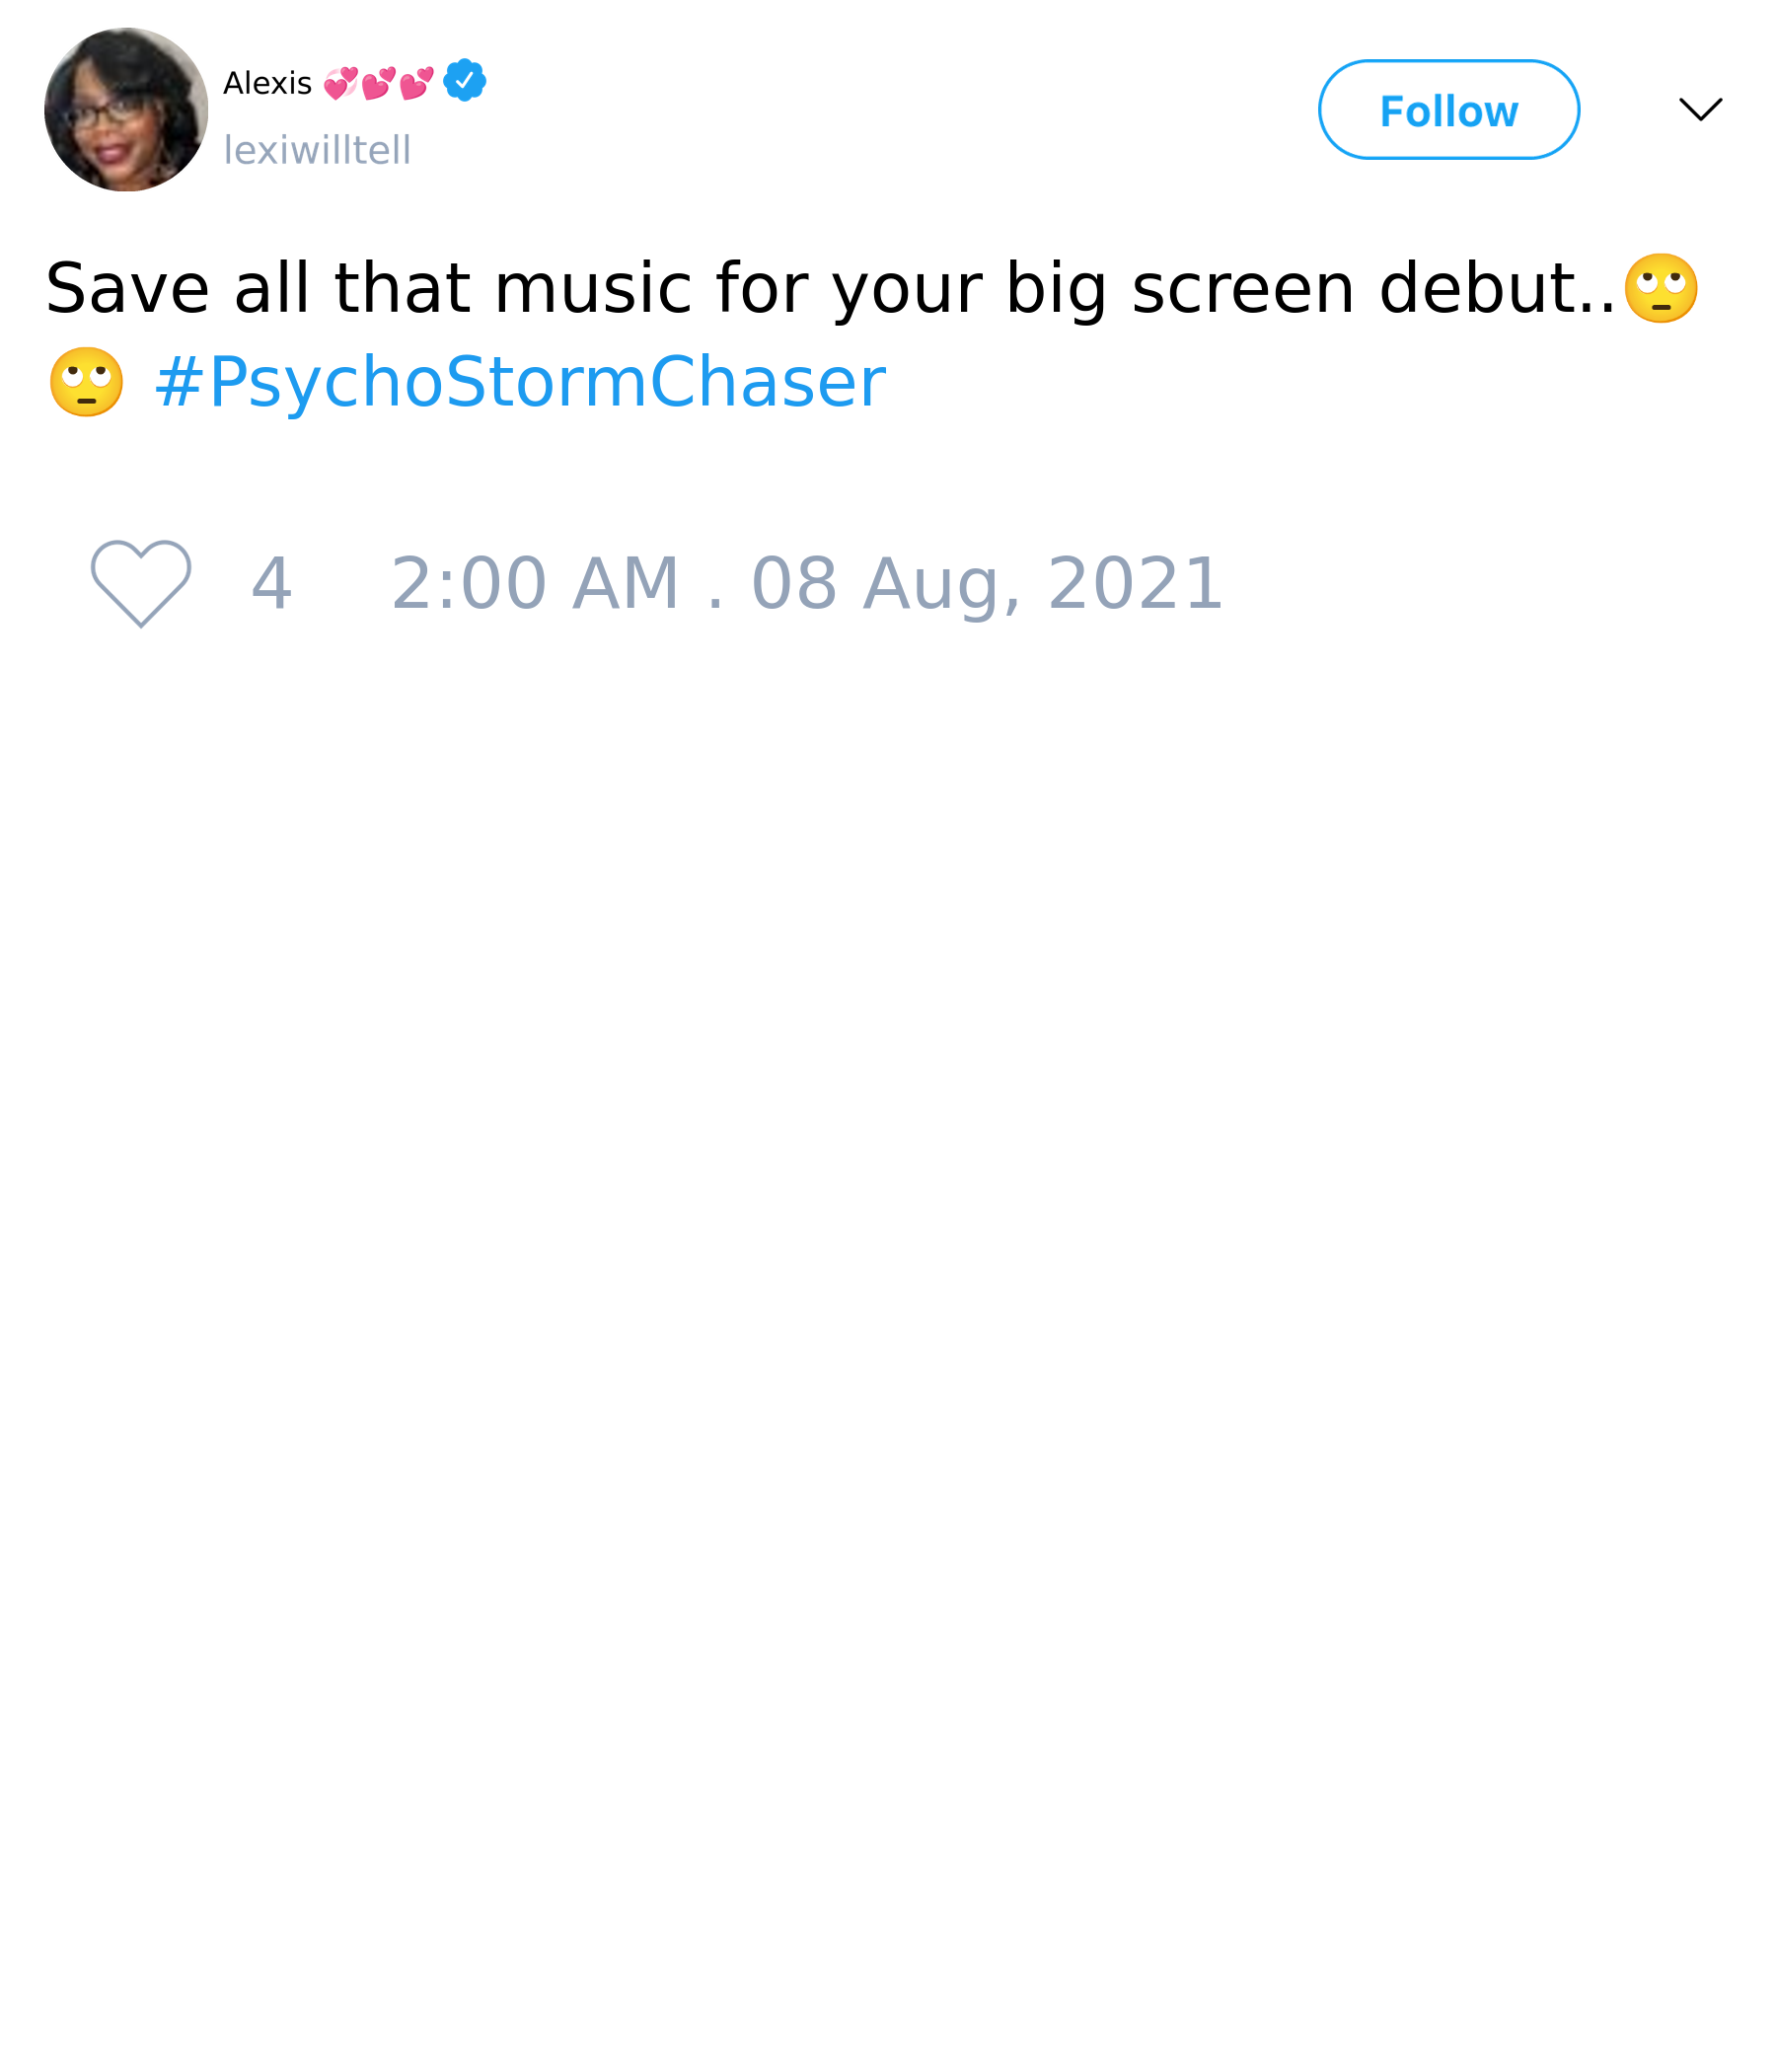 Alexis 💞💕💕
lexiwilltell
Follow
Save all that music for your big screen debut..🙄
🙄 #PsychoStormChaser
4 2:00 AM . 08 Aug, 2021